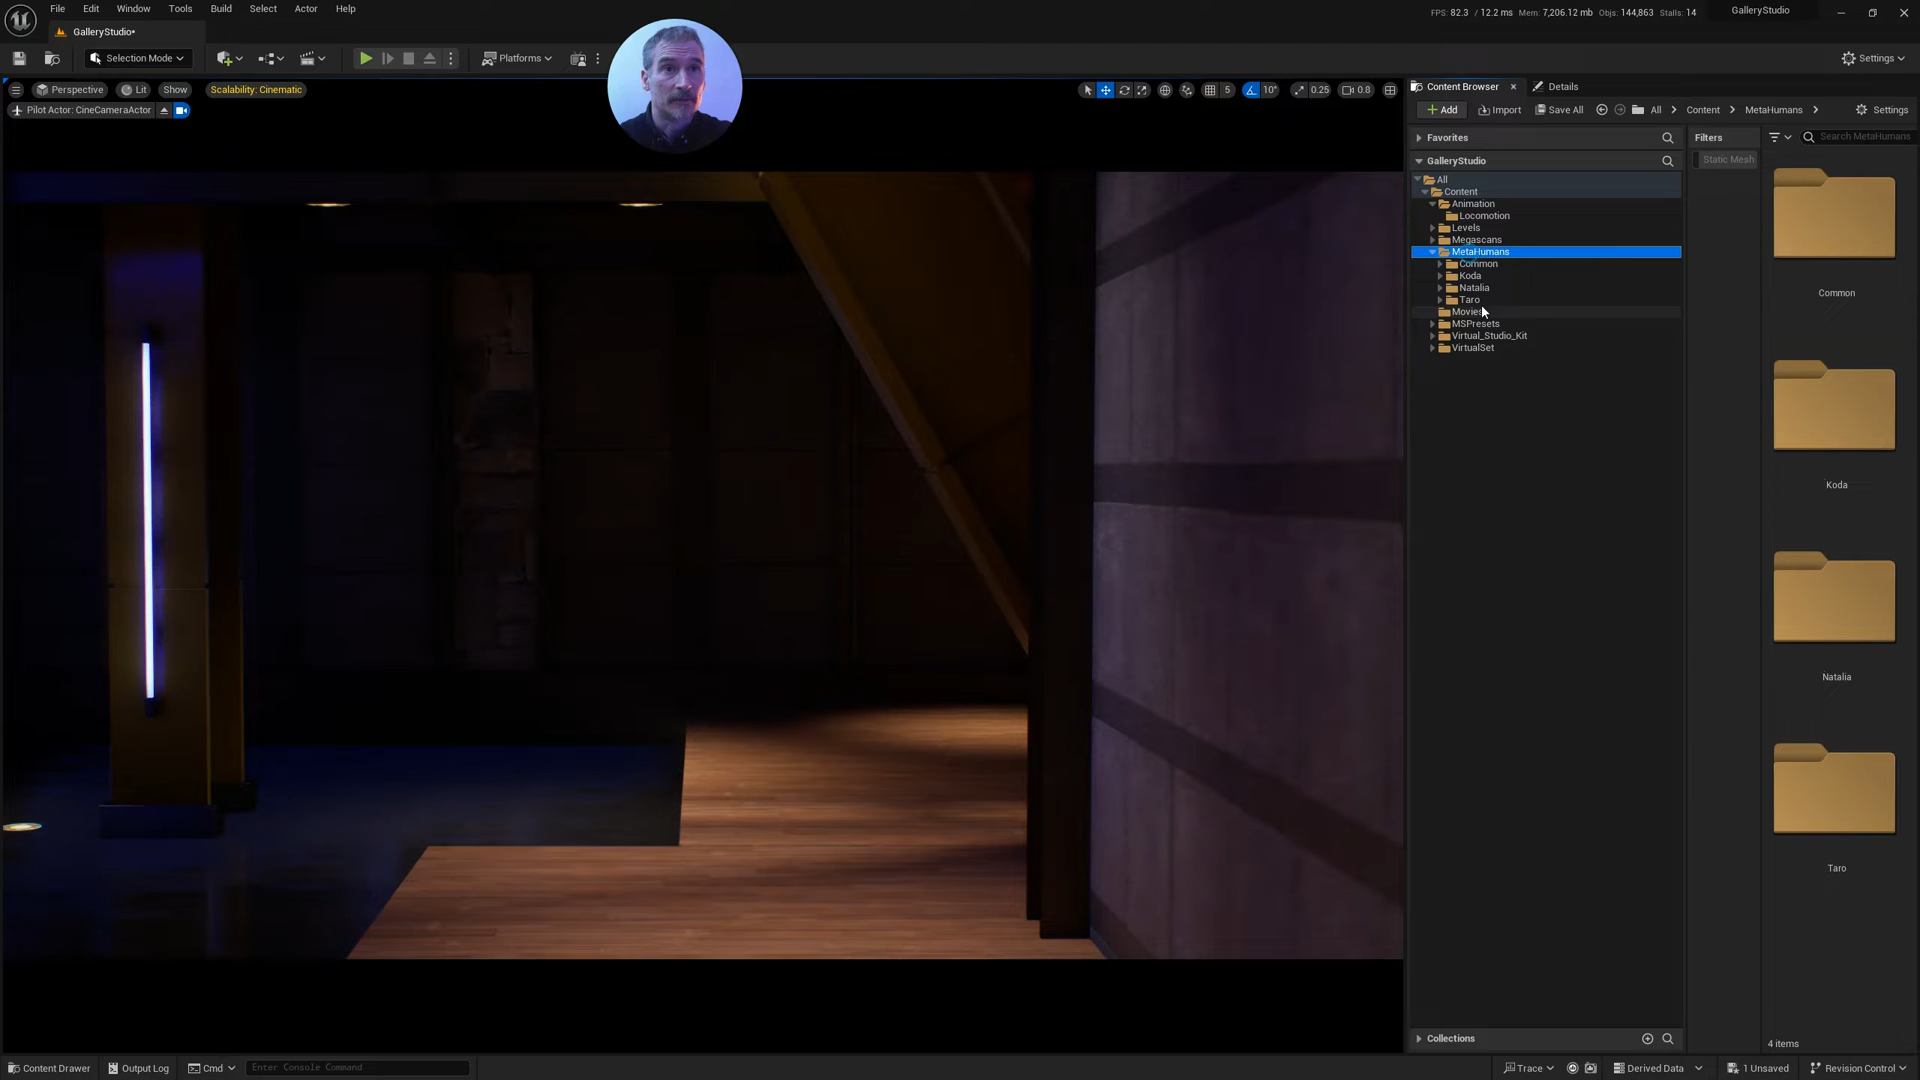 File Edit Window Tools Build Select Actor Help
FPS: 82.3 / 12.2 ms Mem: 7,206.12 mb Objs: 144,863 Stalls: 14
GalleryStudio
GalleryStudio•
Selection Mode
Platforms
Settings
Perspective Lit Show Scalability: Cinematic
5 10° 0.25 0.8
Pilot Actor: CineCameraActor
Content Browser Details
Add Import Save All All Content MetaHumans Settings
Favorites
Filters
Search MetaHumans
GalleryStudio
Static Mesh
All
Content
Animation
Locomotion
Levels
Megascans
MetaHumans
Common
Koda
Natalia
Taro
Movies
MSPresets
Virtual_Studio_Kit
VirtualSet
Common
Koda
Natalia
Taro
Collections
4 items
Content Drawer Output Log Cmd Enter Console Command
Trace Derived Data 1 Unsaved Revision Control